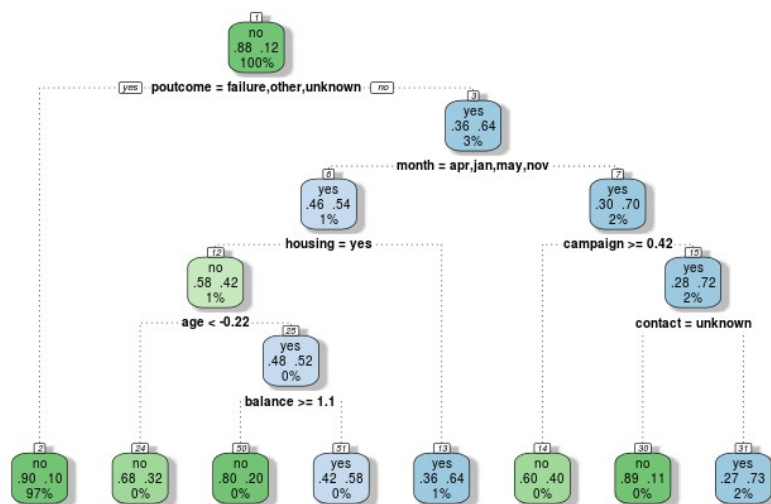 1
no
.88 .12
100%
yes poutcome = failure,other,unknown no
3
yes
.36 .64
3%
month = apr,jan,may,nov
6
yes
.46 .54
1%
7
yes
.30 .70
2%
housing = yes
campaign >= 0.42
12
no
.58 .42
1%
15
yes
.28 .72
2%
age < -0.22
contact = unknown
25
yes
.48 .52
0%
balance >= 1.1
2
no
.90 .10
97%
24
no
.68 .32
0%
50
no
.80 .20
0%
51
yes
.42 .58
0%
13
yes
.36 .64
1%
14
no
.60 .40
0%
30
no
.89 .11
0%
31
yes
.27 .73
2%